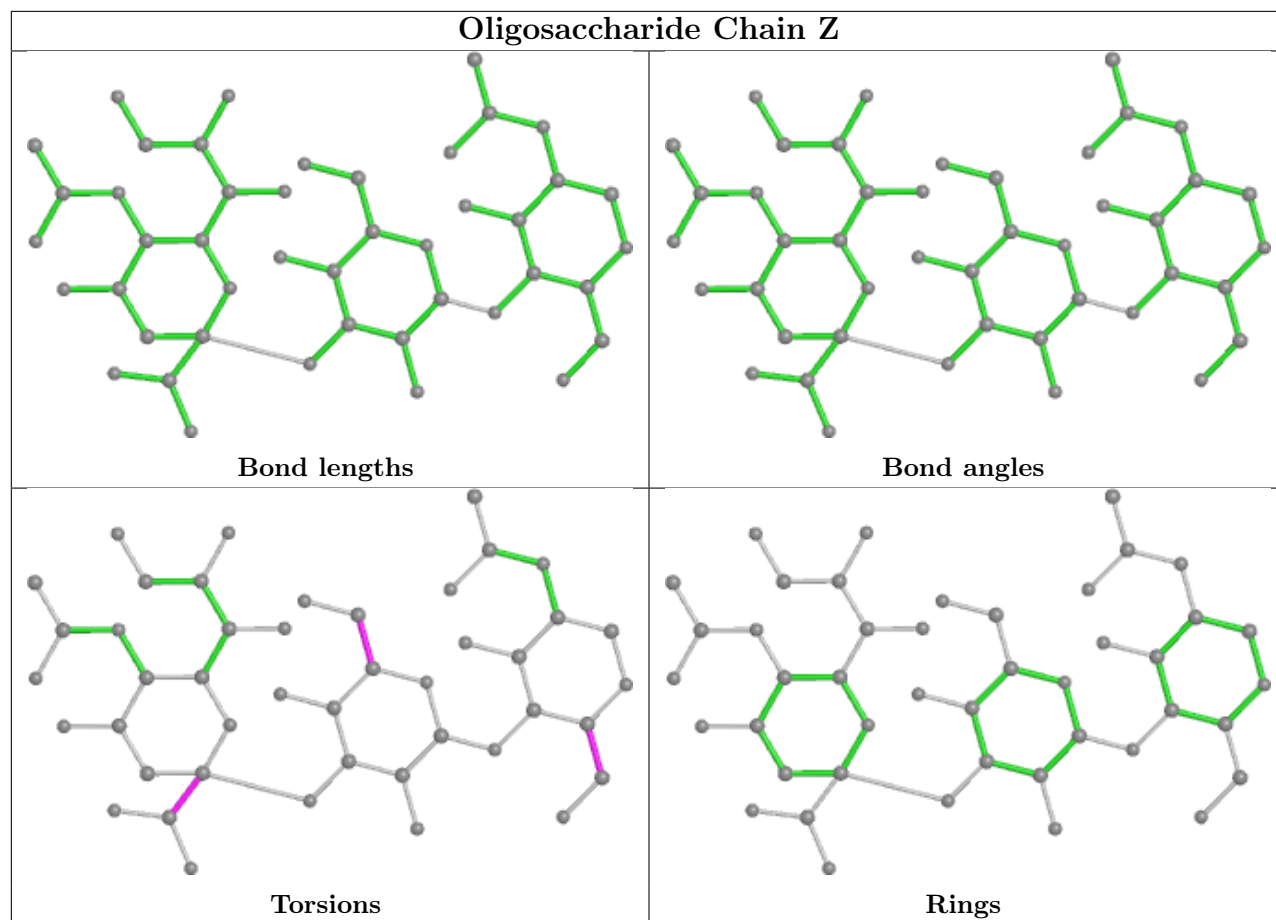 Oligosaccharide Chain Z
Bond lengths
Bond angles
Torsions
Rings